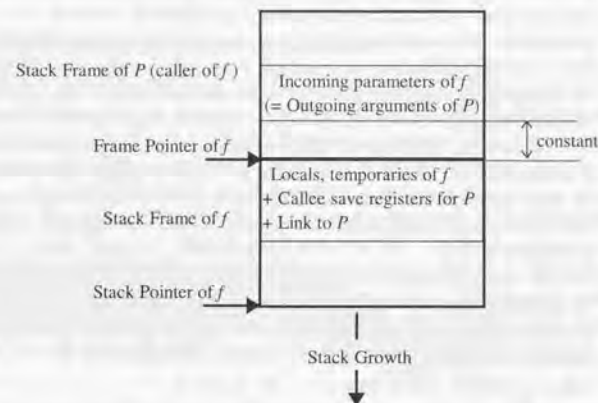 Stack Frame of P (caller of f)
Incoming parameters of f
(= Outgoing arguments of P)
constant
Frame Pointer of f
Locals, temporaries of f
+ Callee save registers for P
+ Link to P
Stack Frame of f
Stack Pointer of f
Stack Growth